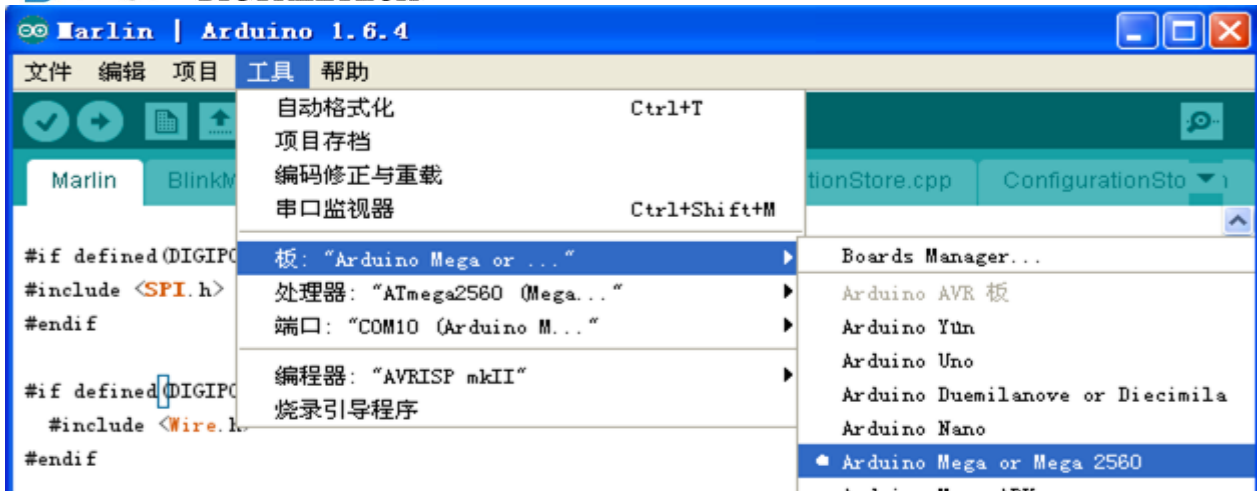 Marlin | Arduino 1.6.4
文件 编辑 项目 工具 帮助
自动格式化 Ctrl+T
项目存档
编码修正与重载
串口监视器 Ctrl+Shift+M
Marlin
tionStore.cpp
ConfigurationSto
板: "Arduino Mega or ..."
处理器: "ATmega2560 (Mega..."
端口: "COM10 (Arduino M..."
编程器: "AVRISP mkII"
烧录引导程序
Boards Manager...
Arduino AVR 板
Arduino Yún
Arduino Uno
Arduino Duemilanove or Diecimila
Arduino Nano
Arduino Mega or Mega 2560
#if defined(DIGIPO
#include <SPI.h>
#endif
#if defined(DIGIPO
#include <Wire.h
#endif